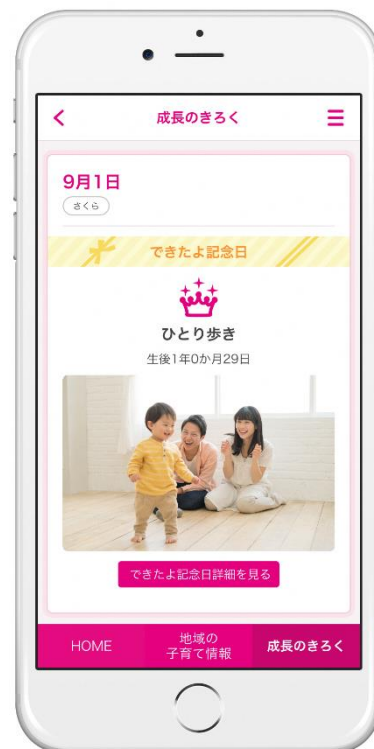 成長のきろく
9月1日
さくら
できたよ記念日
ひとり歩き
生後1年0か月29日
できたよ記念日詳細を見る
HOME
地域の
子育て情報
成長のきろく